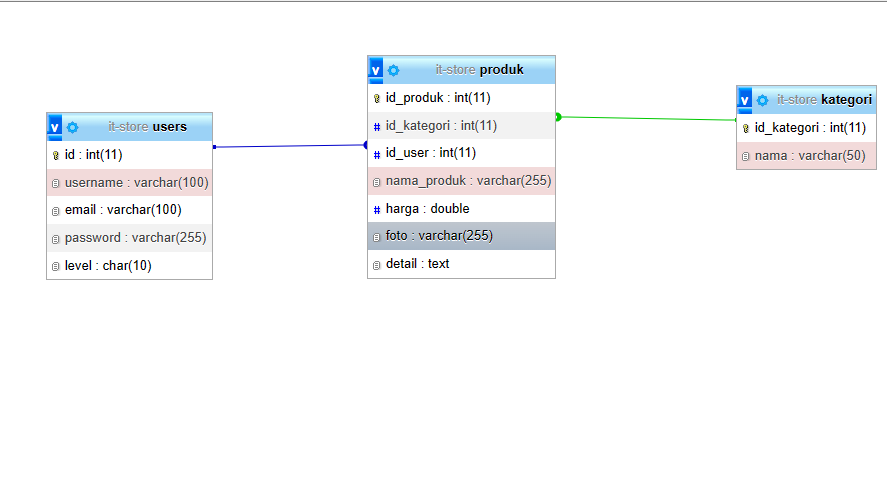 it-store users
id : int(11)
username : varchar(100)
email : varchar(100)
password : varchar(255)
level : char(10)
it-store produk
id_produk : int(11)
id_kategori : int(11)
id_user : int(11)
nama_produk : varchar(255)
harga : double
foto : varchar(255)
detail : text
it-store kategori
id_kategori : int(11)
nama : varchar(50)